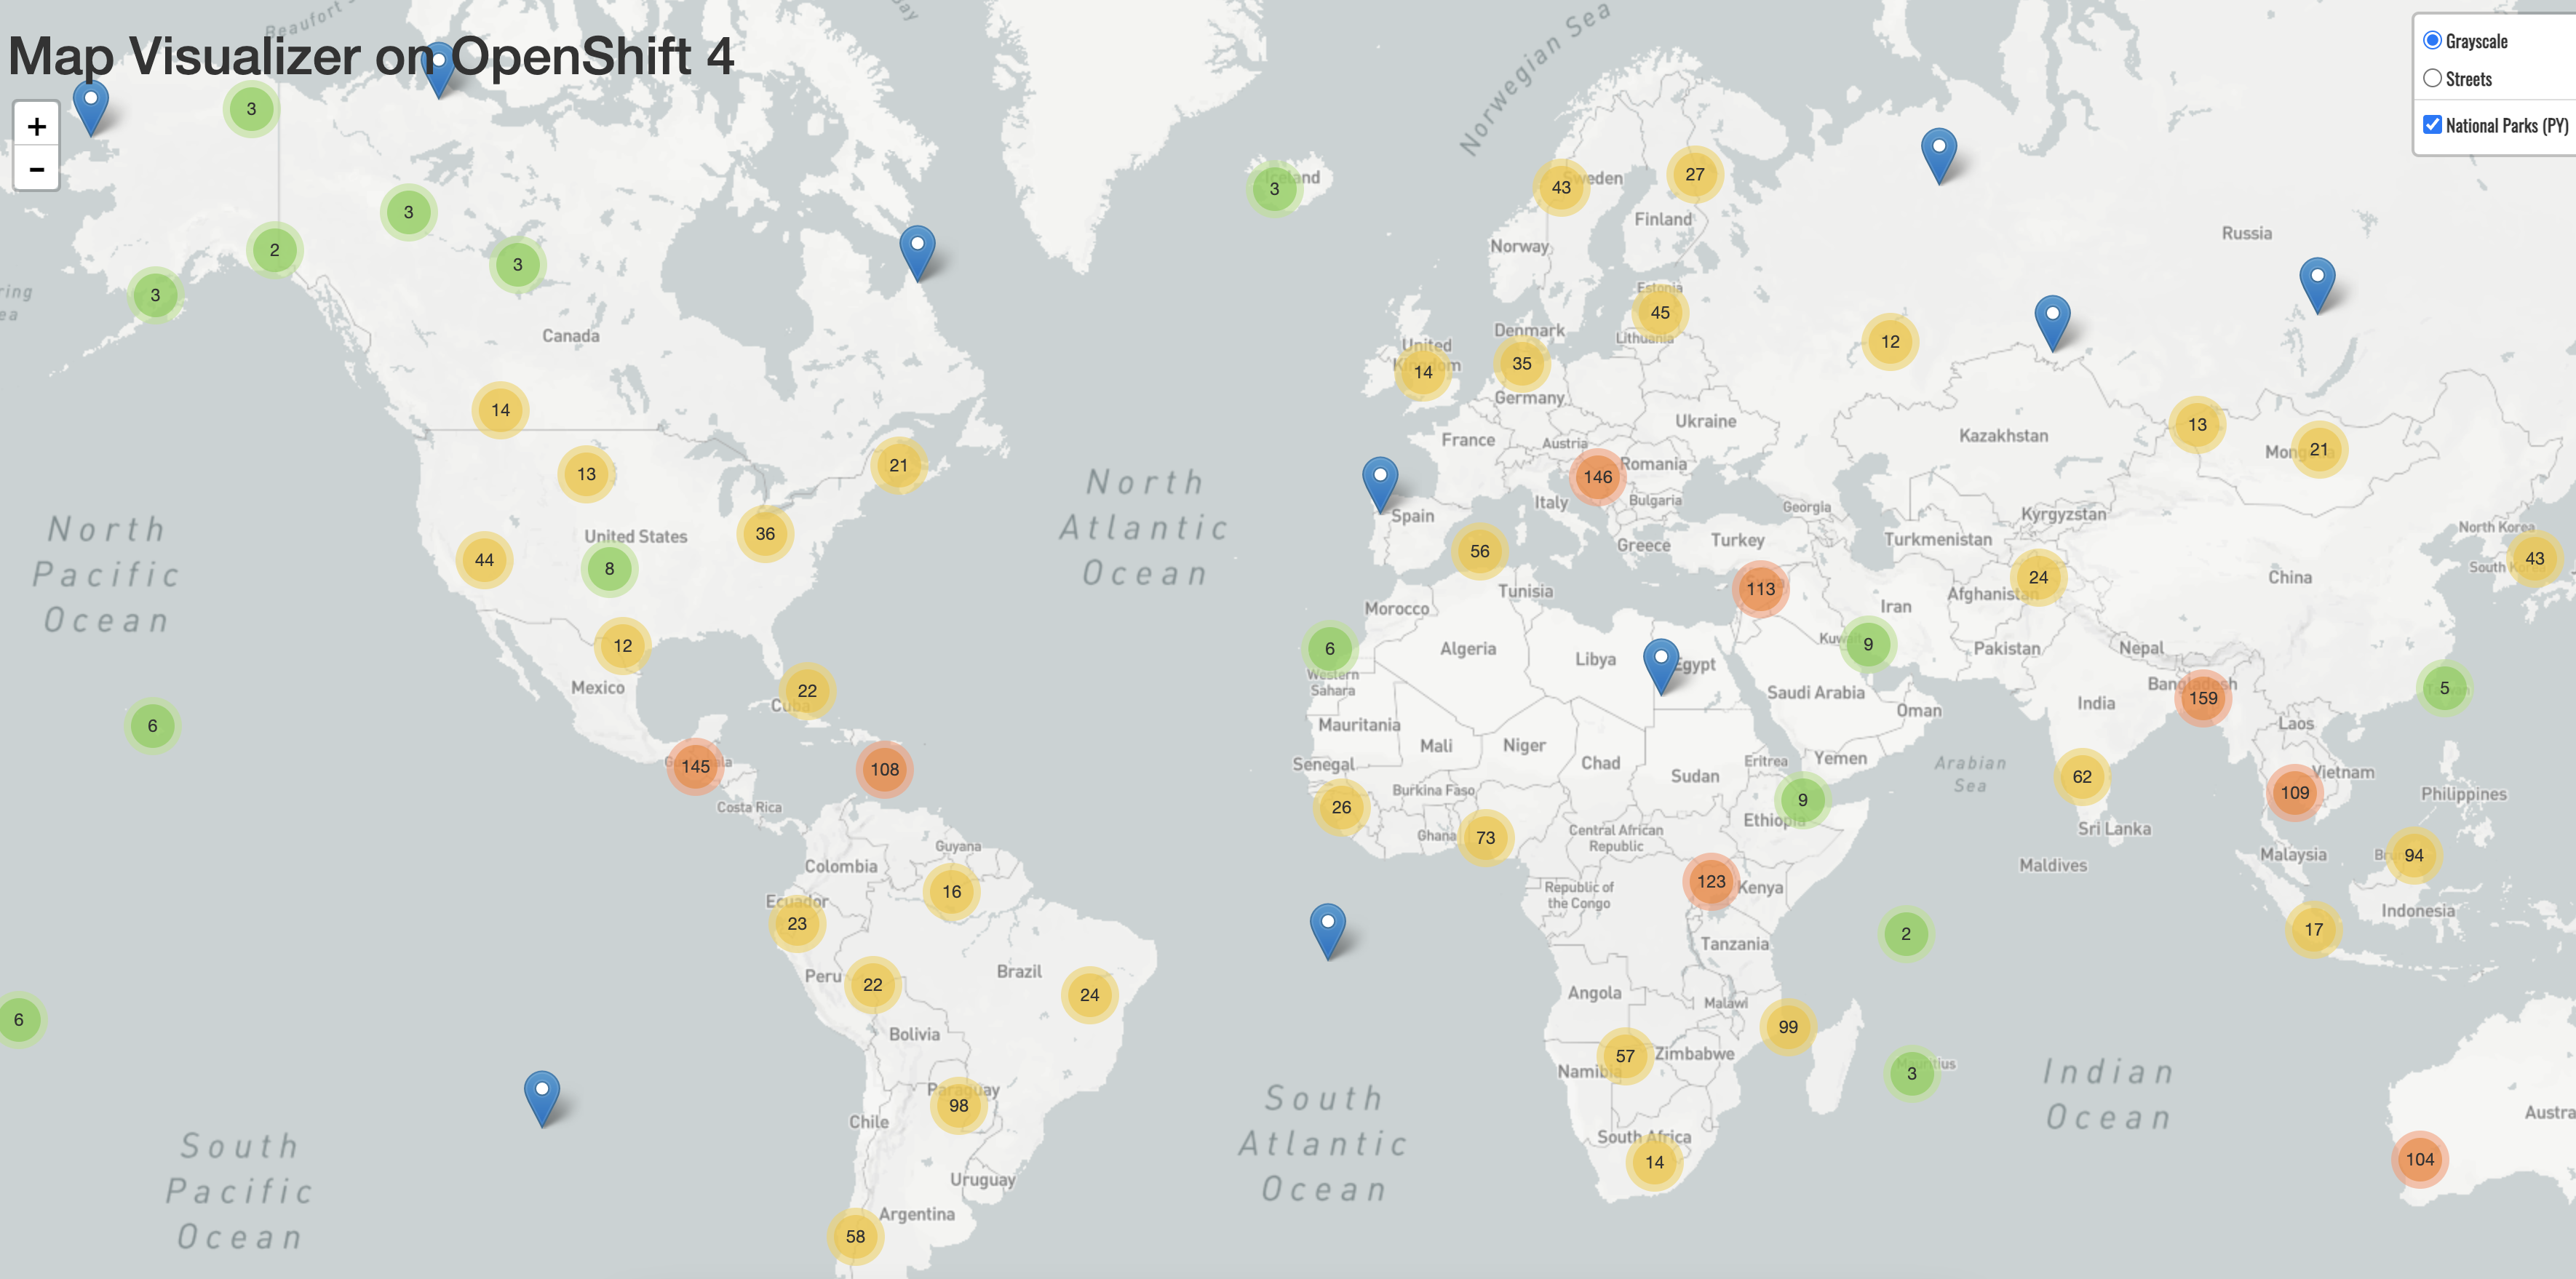 Map Visualizer on OpenShift 4
+
-
Grayscale
Streets
National Parks (PY)
Beaufort
Bay
Norwegian Sea
3
3
2
3
3
ring
ea
Canada
3
Iceland
43
Sweden
27
Finland
Norway
Russia
Estonia
45
Lithuania
Denmark
35
Germany
United
Kingdom
14
12
14
13
21
United States
36
44
8
12
Mexico
22
Cuba
145
108
Costa Rica
North
Pacific
Ocean
6
6
North
Atlantic
Ocean
France
Austria
Ukraine
146
Romania
Italy
Bulgaria
Spain
56
Greece
Turkey
Georgia
Kazakhstan
13
Mongolia
21
Kyrgyzstan
Turkmenistan
24
Afghanistan
North Korea
South Korea
43
China
113
Iran
Kuwait
9
Pakistan
Nepal
Bangladesh
159
India
62
Sri Lanka
Maldives
Taiwan
5
Laos
Vietnam
109
Philippines
Malaysia
94
Indonesia
17
Tunisia
Morocco
6
Western
Sahara
Algeria
Libya
Egypt
Saudi Arabia
Oman
Yemen
Arabian
Sea
Mauritania
Mali
Niger
Chad
Sudan
Eritrea
Senegal
26
Burkina Faso
Ghana
73
Central African
Republic
9
Ethiopia
123
Kenya
Republic of
the Congo
Tanzania
2
Angola
Malawi
99
57
Zimbabwe
Namibia
3
Mauritius
South Africa
14
Guyana
Colombia
16
Ecuador
23
Peru
22
Brazil
24
Bolivia
Paraguay
98
Chile
Uruguay
Argentina
58
South
Pacific
Ocean
South
Atlantic
Ocean
Indian
Ocean
Austra
104